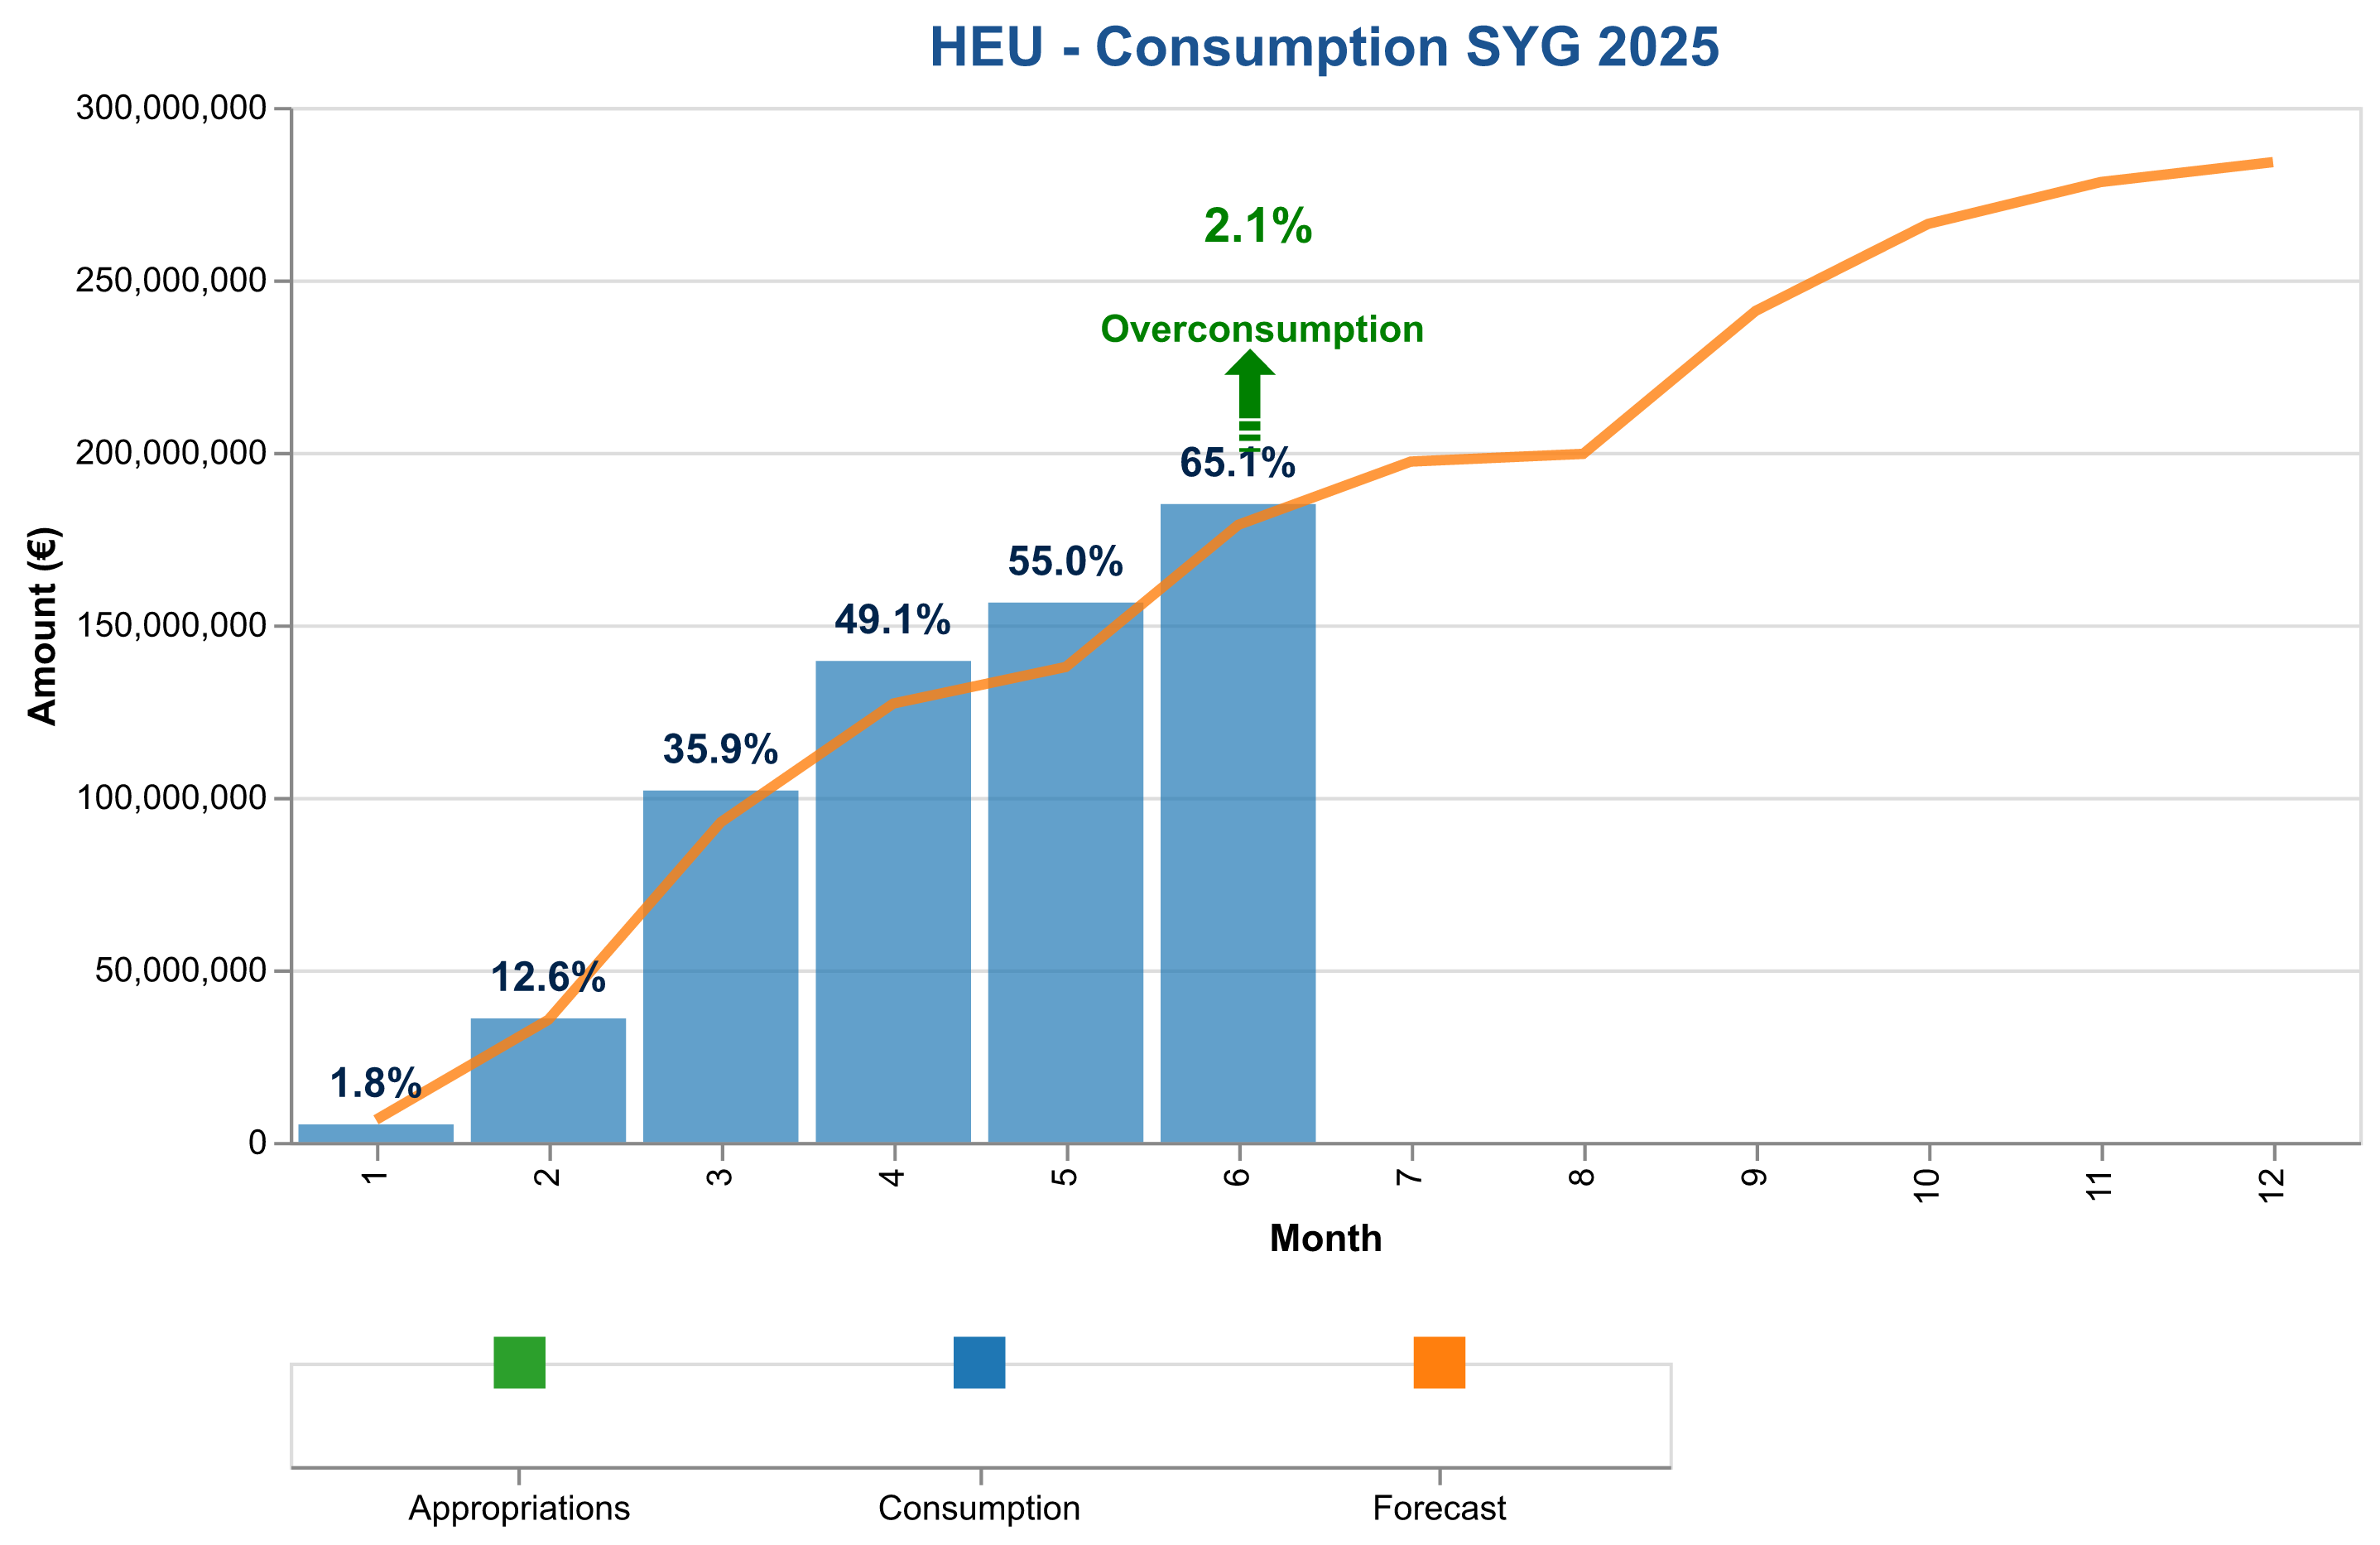 HEU - Consumption SYG 2025
300,000,000
250,000,000
200,000,000
150,000,000
100,000,000
50,000,000
0
Amount (€)
2.1%
Overconsumption
65.1%
55.0%
49.1%
35.9%
12.6%
1.8%
1 2 3 4 5 6 7 8 9 10 11 12
Month
Appropriations Consumption Forecast